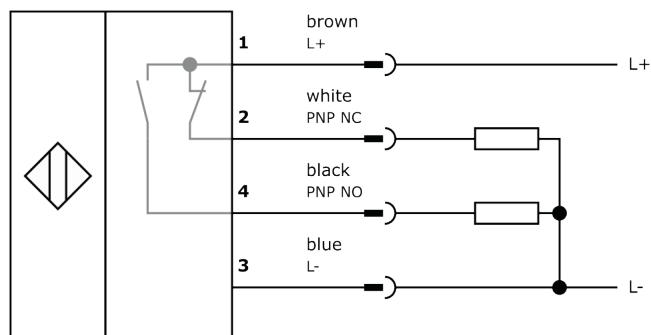 brown
1 L+ L+
white
2 PNP NC
black
4 PNP NO
blue
3 L- L-